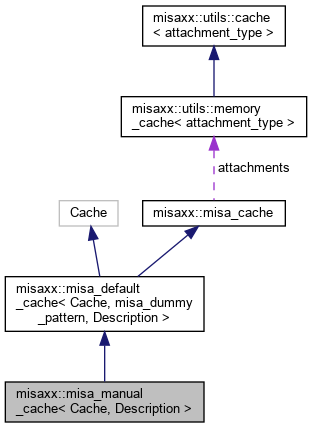 misaxx::utils::cache
< attachment_type >
misaxx::utils::memory
_cache< attachment_type >
attachments
Cache
misaxx::misa_cache
misaxx::misa_default
_cache< Cache, misa_dummy
_pattern, Description >
misaxx::misa_manual
_cache< Cache, Description >